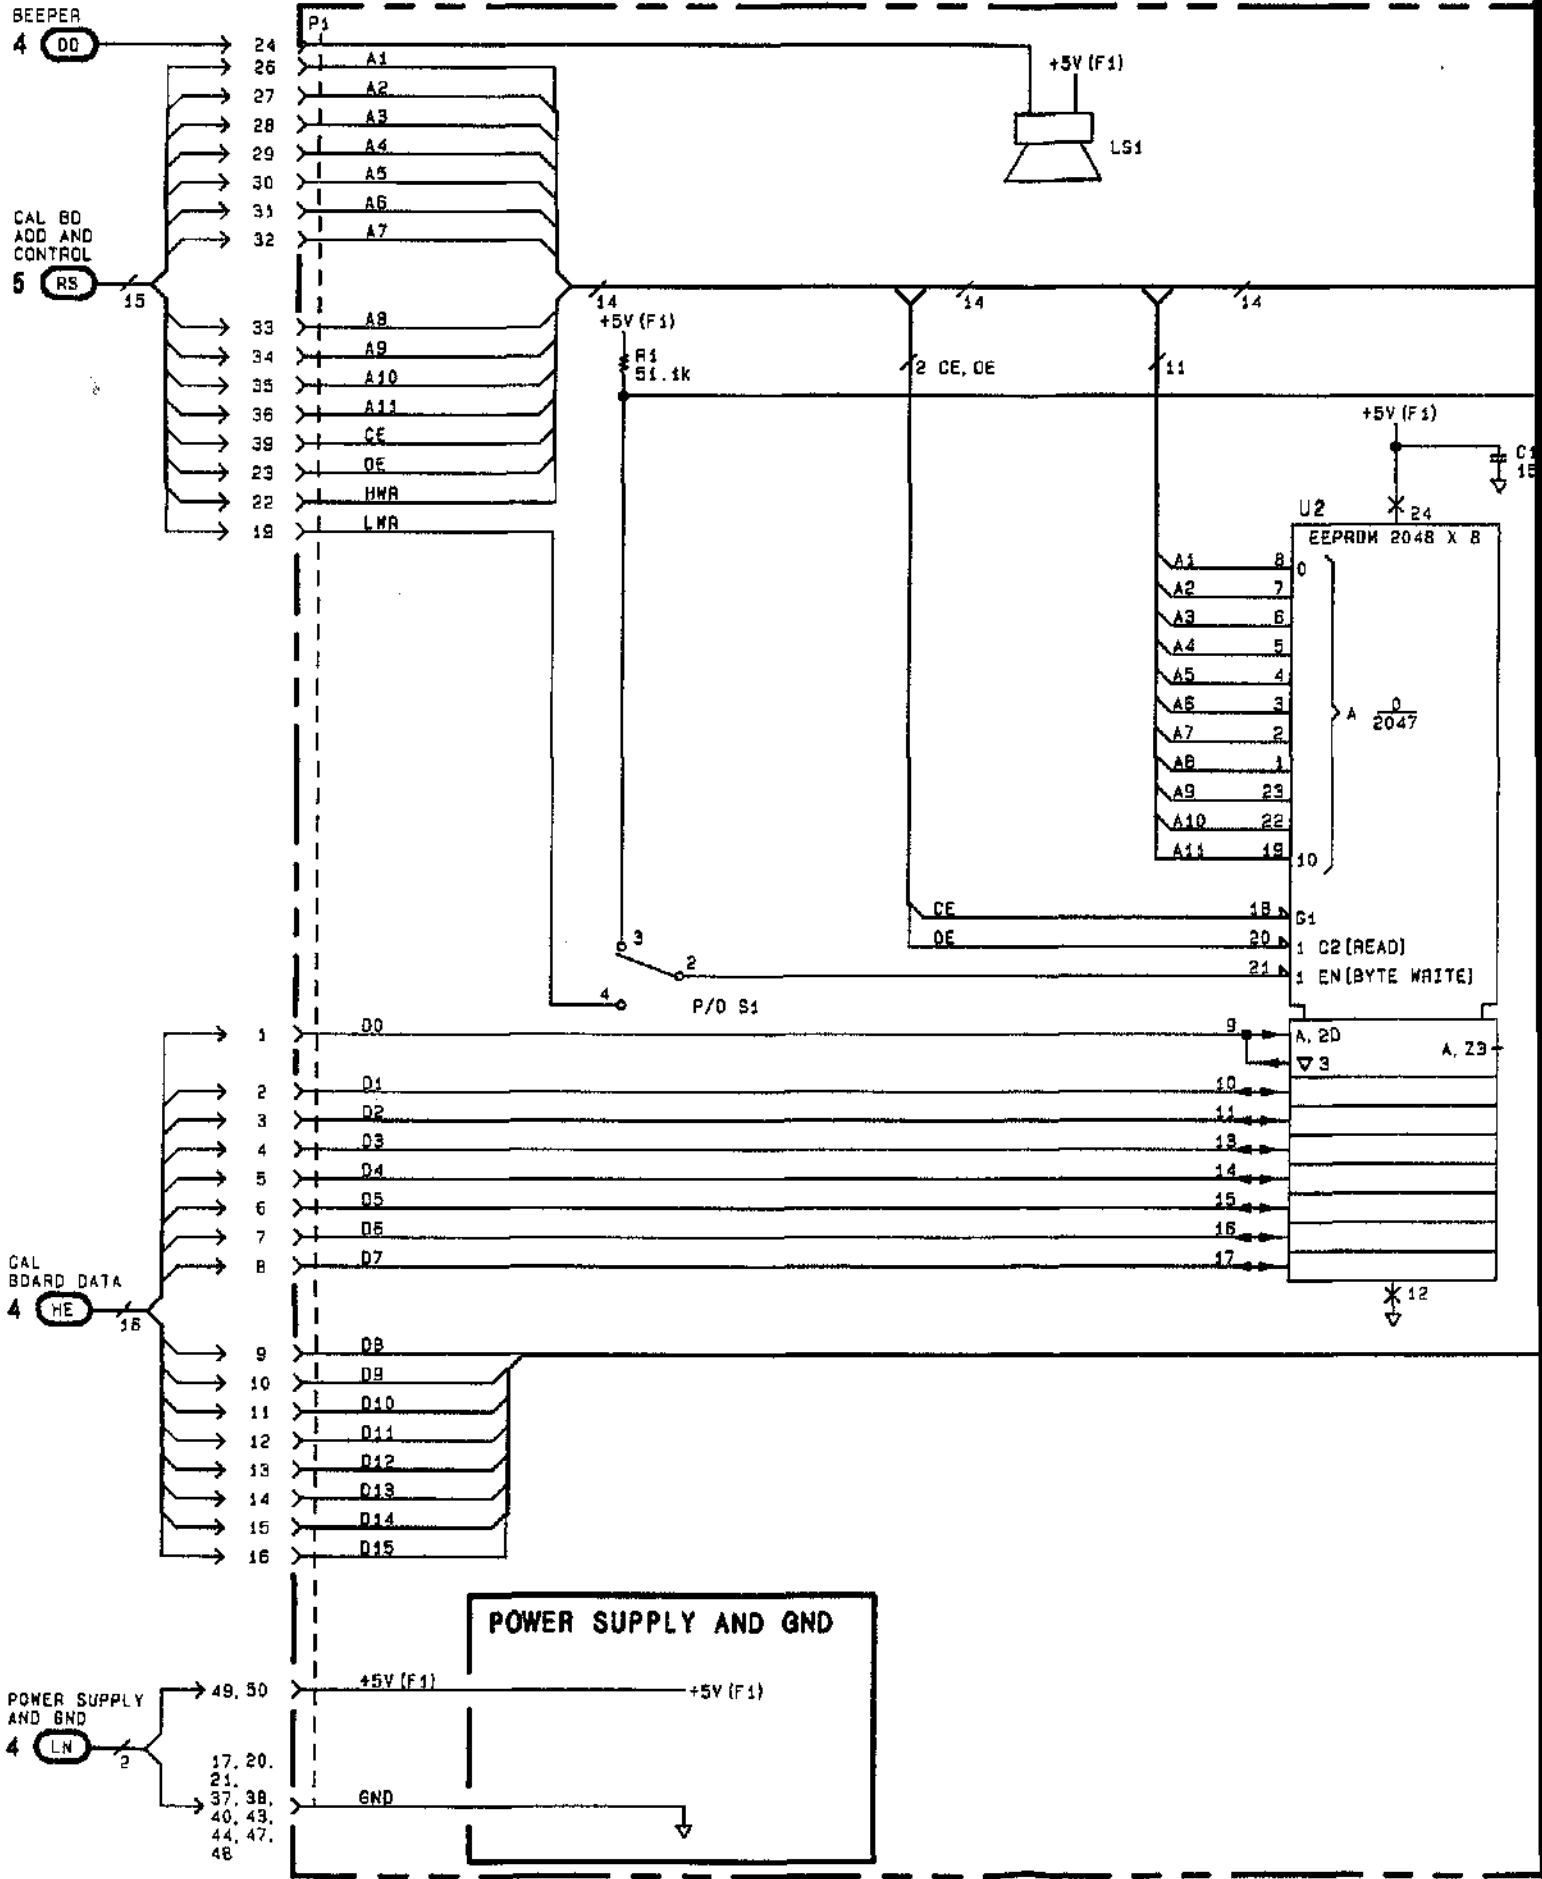 BEEPER
4 DD
24
P1
+5V(F1)
LS1
26 A1
27 A2
28 A3
29 A4
30 A5
31 A6
32 A7
CAL BD
ADD AND
CONTROL
5 RS
15
14
14
14
33 A8
34 A9
35 A10
36 A11
39 CE
23 OE
22 HWR
19 LWR
+5V(F1)
R1
51.1k
2 CE, OE
11
+5V(F1)
C1
U2
24
EEPROM 2048 X 8
A1 8 0
A2 7
A3 6
A4 5
A5 4
A6 3
A7 2
A8 1
A9 23
A10 22
A11 19 10
A 0
2047
CE 18 G1
OE 20 1 C2[READ]
21 1 EN[BYTE WRITE]
3
2
4
P/O S1
1 D0 9 A, 2D
A, Z3
3
2 D1 10
3 D2 11
4 D3 13
5 D4 14
6 D5 15
7 D6 16
8 D7 17
12
CAL
BOARD DATA
4 HE
16
9 D8
10 D9
11 D10
12 D11
13 D12
14 D13
15 D14
16 D15
POWER SUPPLY AND GND
49, 50 +5V(F1) +5V(F1)
POWER SUPPLY
AND GND
4 LN
2
17, 20,
21,
37, 38, GND
40, 43,
44, 47,
48